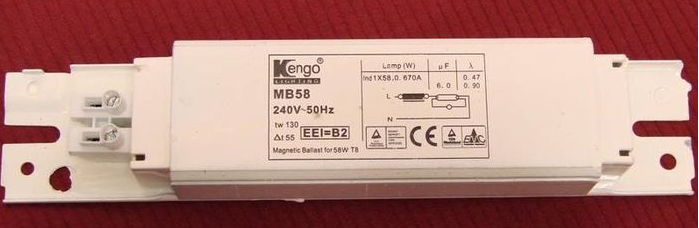 Kengo
LIGHTING
MB58
240V~50Hz
tw 130
Δt 55 EEI=B2
Magnetic Ballast for 58W T8
Lamp (W) μF λ
Ind 1X58,0.670A 0.47
6.0 0.90
L
N
CE